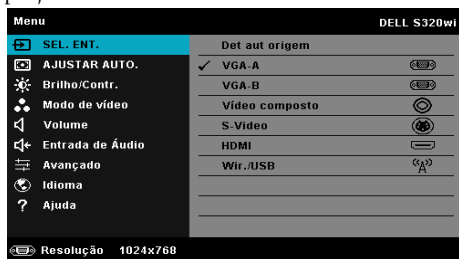 Menu DELL S320wi
SEL. ENT.
AJUSTAR AUTO.
Brilho/Contr.
Modo de vídeo
Volume
Entrada de Áudio
Avançado
Idioma
? Ajuda
Det aut origem
✓ VGA-A
VGA-B
Vídeo composto
S-Video
HDMI
Wir./USB
Resolução 1024x768